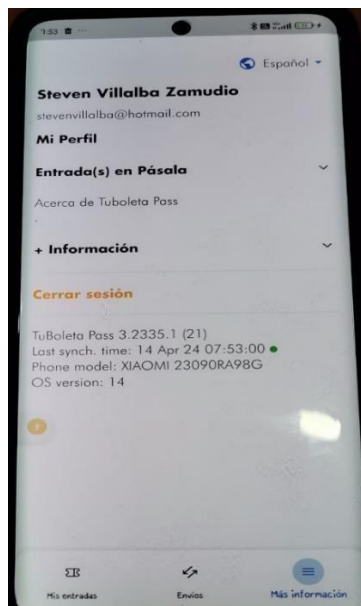 7:53
Español
Steven Villalba Zamudio
stevenvillalba@hotmail.com
Mi Perfil
Entrada(s) en Pásala
Acerca de Tuboleta Pass
+ Información
Cerrar sesión
TuBoleta Pass 3.2335.1 (21)
Last synch. time: 14 Apr 24 07:53:00
Phone model: XIAOMI 23090RA98G
OS version: 14
Mis entradas
Envíos
Más información